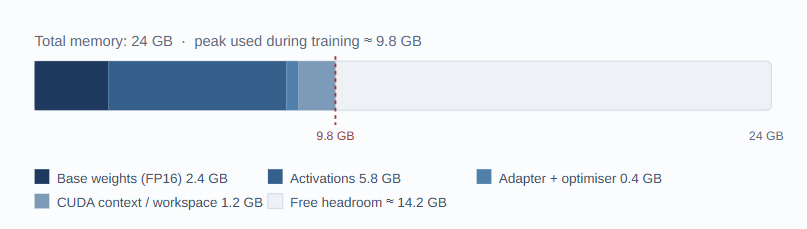 Total memory: 24 GB · peak used during training ≈ 9.8 GB
9.8 GB 24 GB
Base weights (FP16) 2.4 GB Activations 5.8 GB Adapter + optimiser 0.4 GB
CUDA context / workspace 1.2 GB Free headroom ≈ 14.2 GB